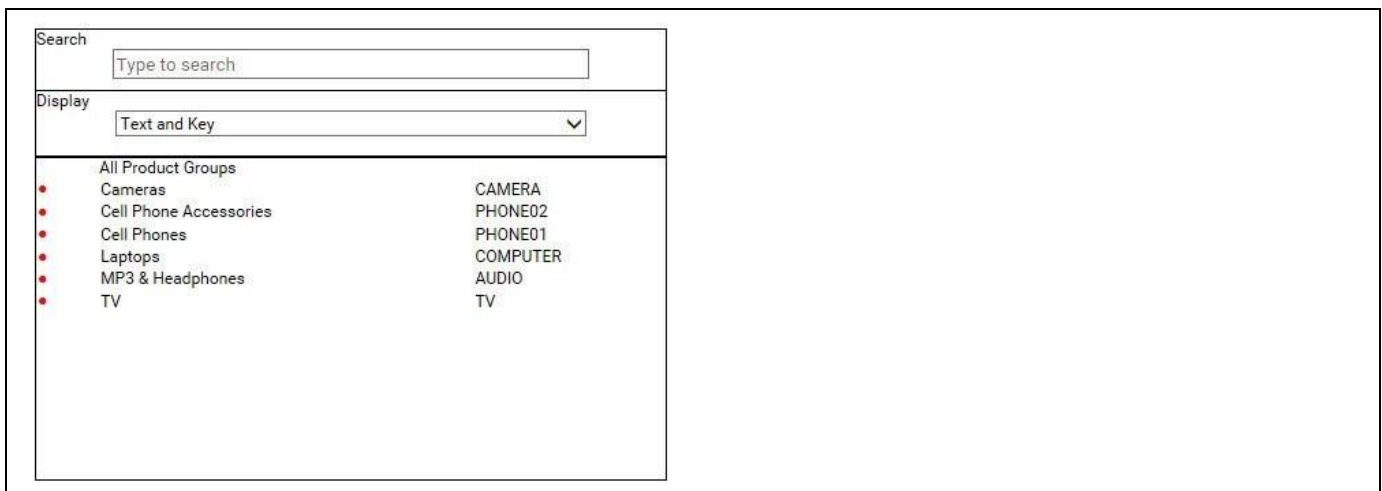 Search
Type to search
Display
Text and Key
All Product Groups
Cameras CAMERA
Cell Phone Accessories PHONE02
Cell Phones PHONE01
Laptops COMPUTER
MP3 & Headphones AUDIO
TV TV